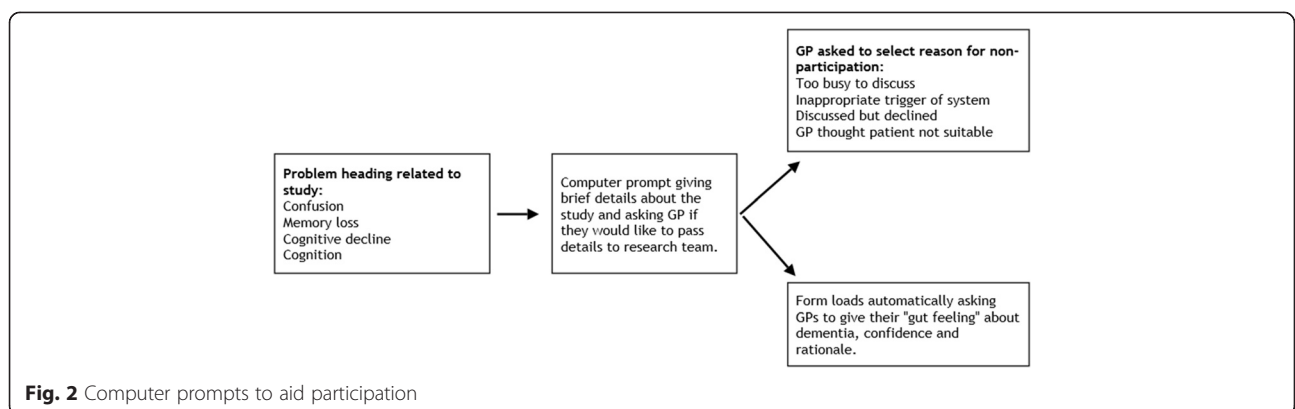 Problem heading related to
study:
Confusion
Memory loss
Cognitive decline
Cognition
Computer prompt giving
brief details about the
study and asking GP if
they would like to pass
details to research team.
GP asked to select reason for non-
participation:
Too busy to discuss
Inappropriate trigger of system
Discussed but declined
GP thought patient not suitable
Form loads automatically asking
GPs to give their "gut feeling" about
dementia, confidence and
rationale.
Fig. 2 Computer prompts to aid participation